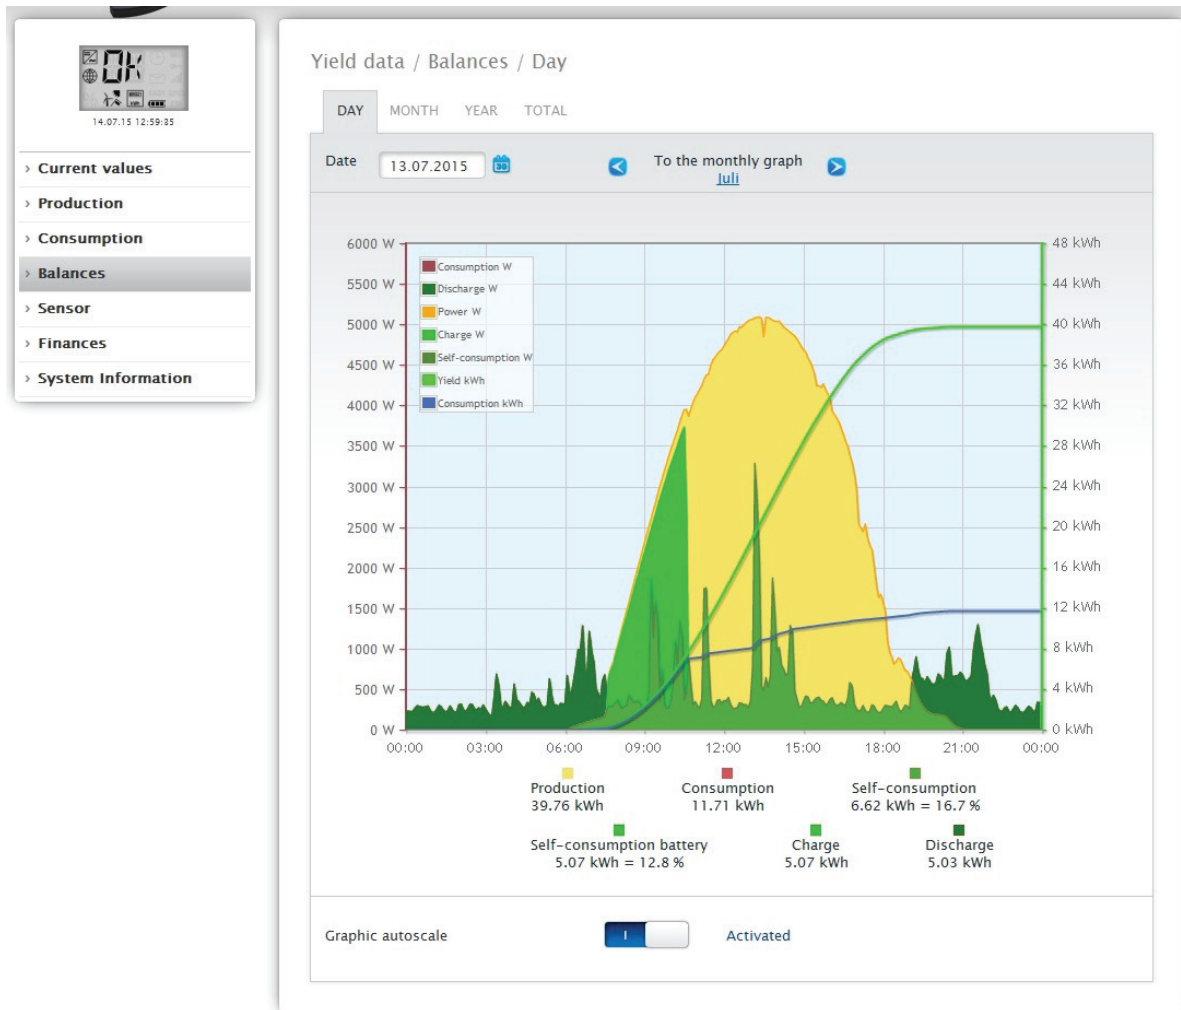 OK
14.07.15 12:59:35
› Current values
› Production
› Consumption
› Balances
› Sensor
› Finances
› System Information
Yield data / Balances / Day
DAY MONTH YEAR TOTAL
Date 13.07.2015 30 To the monthly graph
Juli
6000 W 48 kWh
Consumption W
5500 W 44 kWh
Discharge W
Power W
5000 W 40 kWh
Charge W
4500 W 36 kWh
Self-consumption W
Yield kWh
4000 W 32 kWh
Consumption kWh
3500 W 28 kWh
3000 W 24 kWh
2500 W 20 kWh
2000 W 16 kWh
1500 W 12 kWh
1000 W 8 kWh
500 W 4 kWh
0 W 0 kWh
00:00 03:00 06:00 09:00 12:00 15:00 18:00 21:00 00:00
Production Consumption Self-consumption
39.76 kWh 11.71 kWh 6.62 kWh = 16.7 %
Self-consumption battery Charge Discharge
5.07 kWh = 12.8 % 5.07 kWh 5.03 kWh
Graphic autoscale I Activated